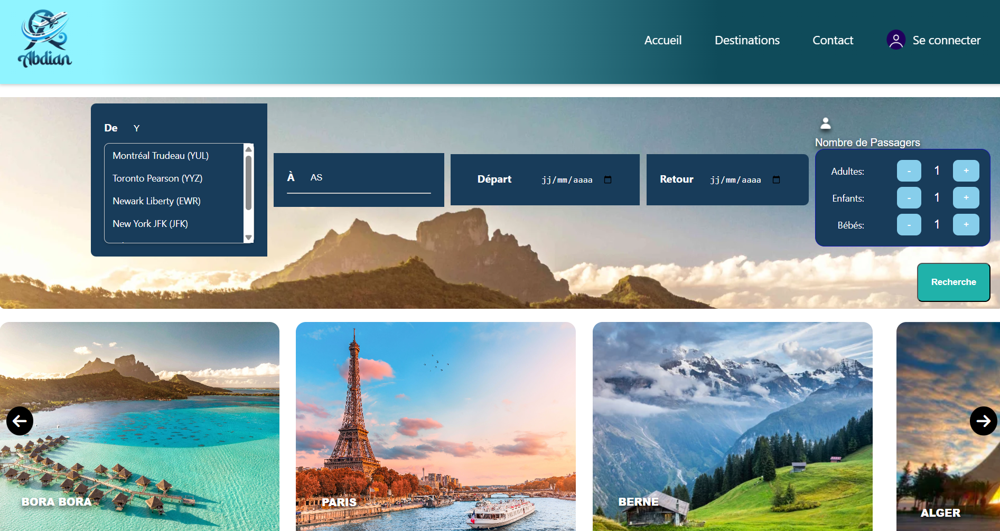 Abdian
Accueil
Destinations
Contact
Se connecter
De
Y
Montréal Trudeau (YUL)
Toronto Pearson (YYZ)
Newark Liberty (EWR)
New York JFK (JFK)
À
AS
Départ
jj/mm/aaaa
Retour
jj/mm/aaaa
Nombre de Passagers
Adultes:
-
1
+
Enfants:
-
1
+
Bébés:
-
1
+
Recherche
BORA BORA
PARIS
BERNE
ALGER